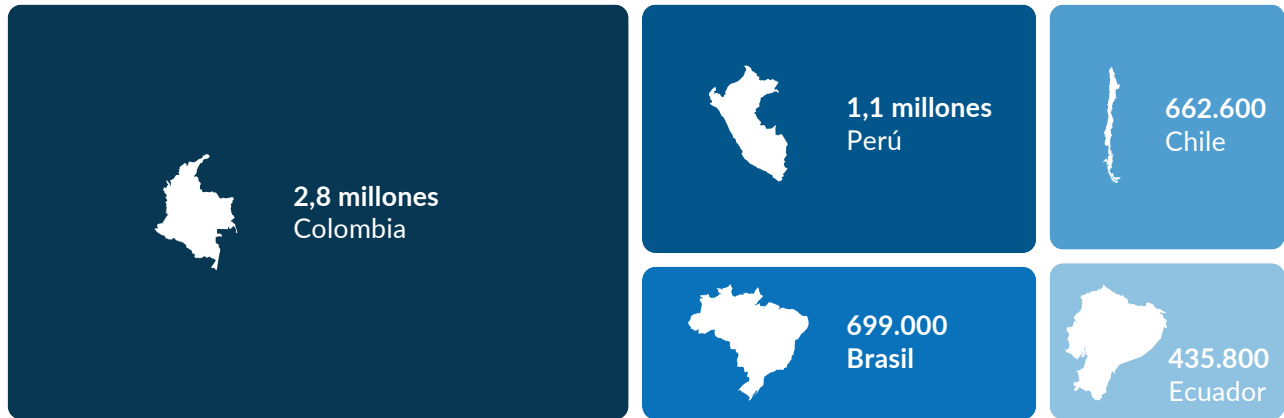 2,8 millones
Colombia
1,1 millones
Perú
662.600
Chile
699.000
Brasil
435.800
Ecuador